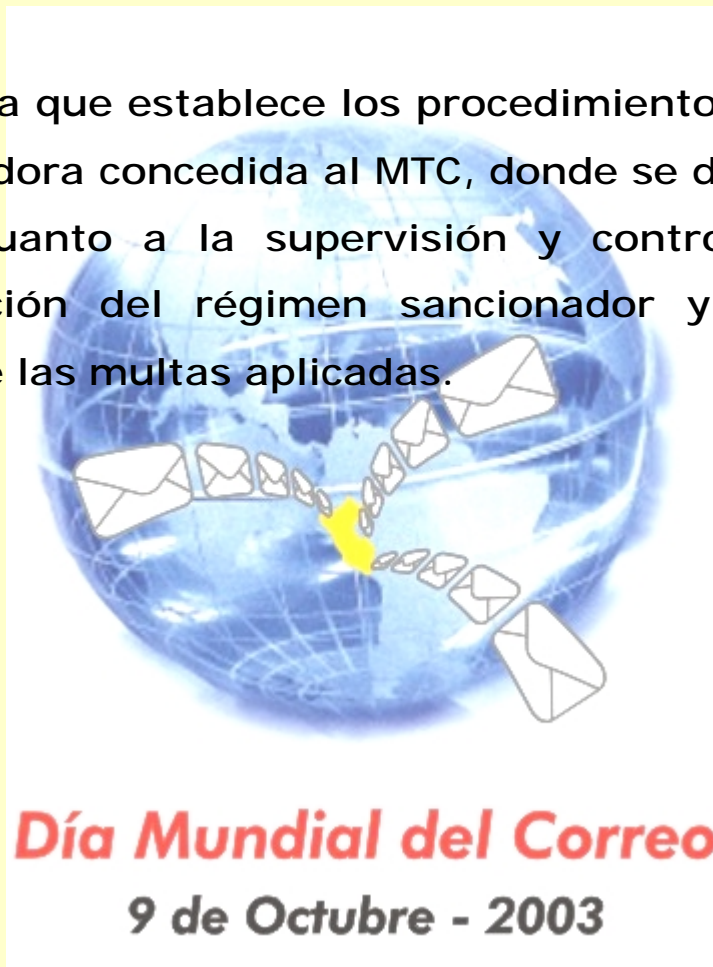 a que establece los procedimiento
dora concedida al MTC, donde se d
uanto a la supervisión y contro
ción del régimen sancionador y
e las multas aplicadas.
Día Mundial del Correo
9 de Octubre - 2003